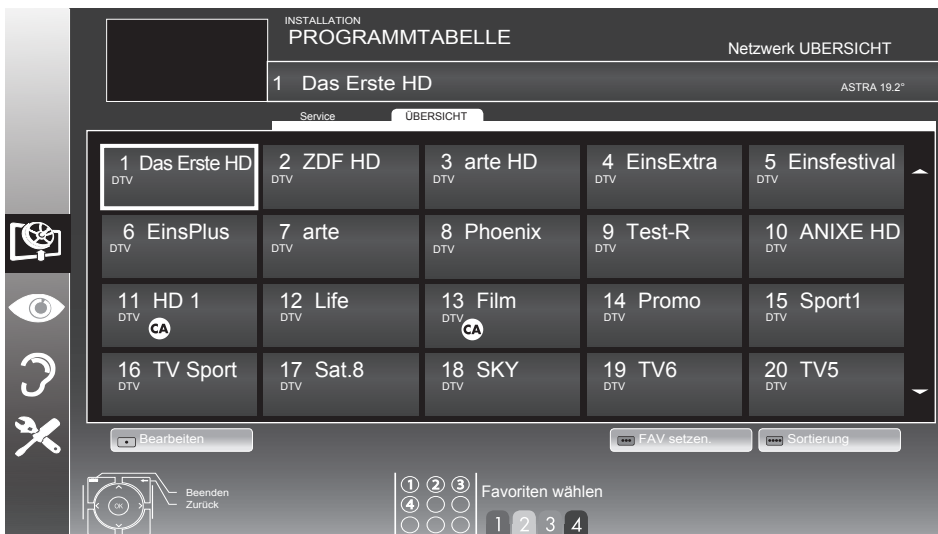 INSTALLATION
PROGRAMMTABELLE
Netzwerk UBERSICHT
1 Das Erste HD
ASTRA 19.2°
Service ÜBERSICHT
1 Das Erste HD 2 ZDF HD 3 arte HD 4 EinsExtra 5 Einsfestival
DTV DTV DTV DTV DTV
6 EinsPlus 7 arte 8 Phoenix 9 Test-R 10 ANIXE HD
DTV DTV DTV DTV DTV
11 HD 1 12 Life 13 Film 14 Promo 15 Sport1
DTV DTV DTV DTV DTV
CA CA
16 TV Sport 17 Sat.8 18 SKY 19 TV6 20 TV5
DTV DTV DTV DTV DTV
Bearbeiten FAV setzen. Sortierung
Beenden
Zurück
OK
1 2 3
4
Favoriten wählen
1 2 3 4